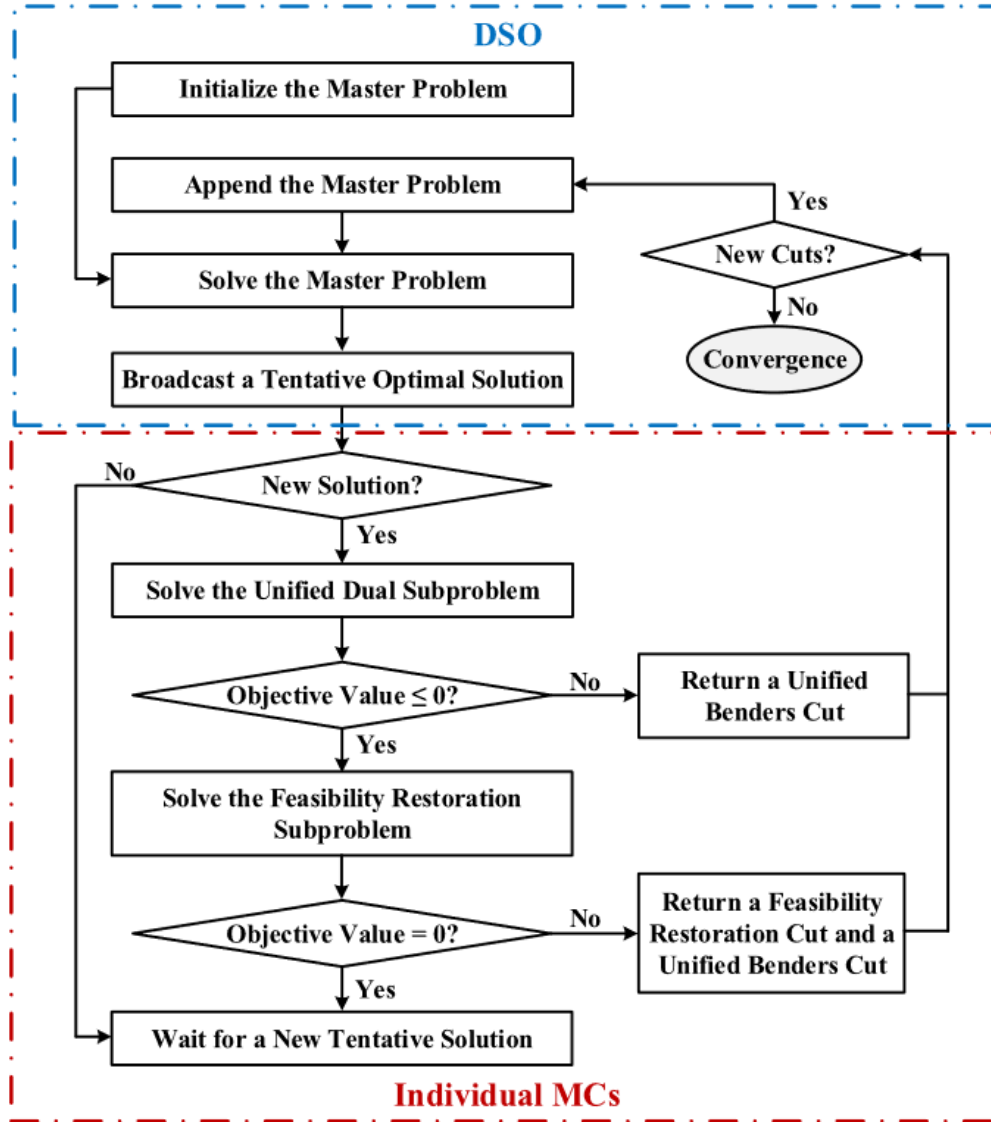 DSO
Initialize the Master Problem
Append the Master Problem
Yes
New Cuts?
Solve the Master Problem
No
Convergence
Broadcast a Tentative Optimal Solution
No
New Solution?
Yes
Solve the Unified Dual Subproblem
Objective Value ≤ 0?
No
Return a Unified
Benders Cut
Yes
Solve the Feasibility Restoration
Subproblem
Objective Value = 0?
No
Return a Feasibility
Restoration Cut and a
Unified Benders Cut
Yes
Wait for a New Tentative Solution
Individual MCs